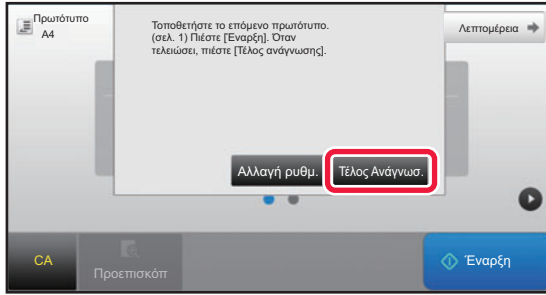 Πρωτότυπο
A4
Τοποθετήστε το επόμενο πρωτότυπο.
(σελ. 1) Πιέστε [Έναρξη]. Όταν
τελειώσει, πιέστε [Τέλος ανάγνωσης].
Λεπτομέρεια
Αλλαγή ρυθμ.
Τέλος Ανάγνωσ.
CA
Προεπισκόπ
Έναρξη